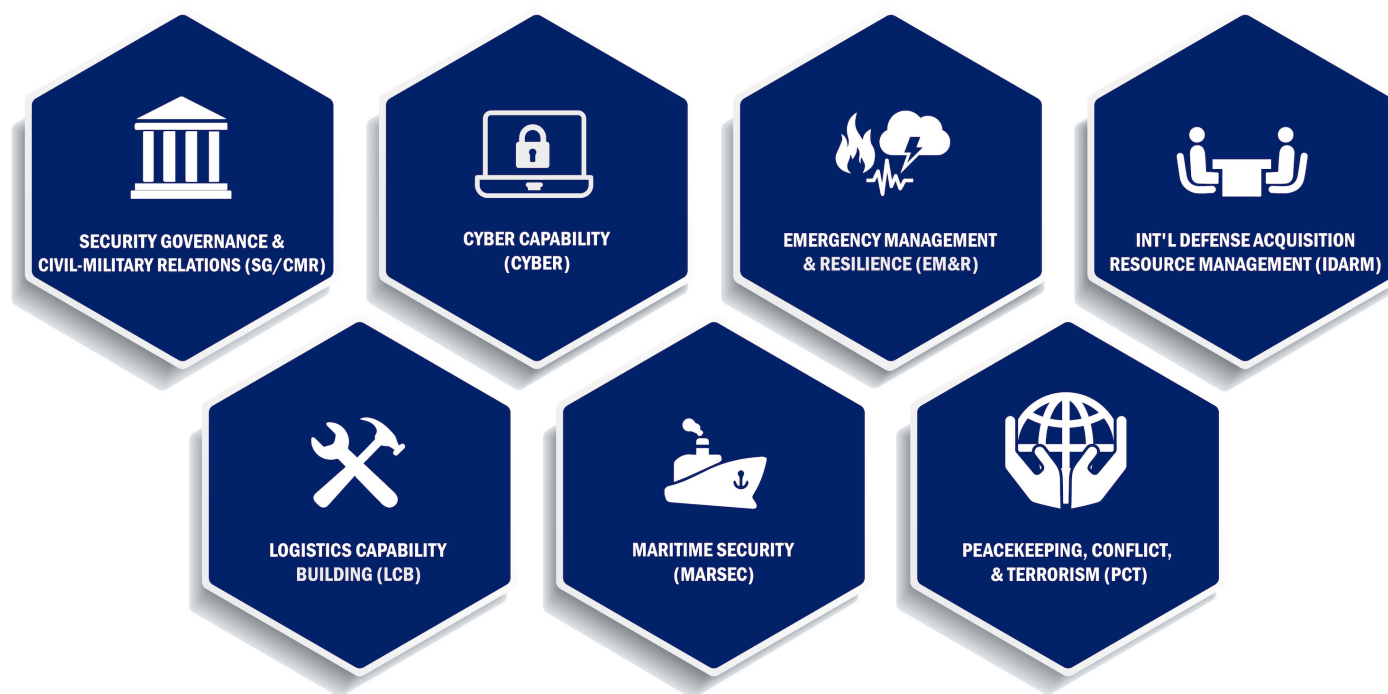 SECURITY GOVERNANCE &
CIVIL-MILITARY RELATIONS (SG/CMR)
CYBER CAPABILITY
(CYBER)
EMERGENCY MANAGEMENT
& RESILIENCE (EM&R)
INT'L DEFENSE ACQUISITION
RESOURCE MANAGEMENT (IDARM)
LOGISTICS CAPABILITY
BUILDING (LCB)
MARITIME SECURITY
(MARSEC)
PEACEKEEPING, CONFLICT,
& TERRORISM (PCT)